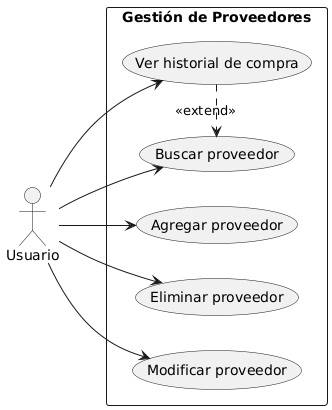 Gestión de Proveedores
Ver historial de compra
«extend»
Buscar proveedor
Agregar proveedor
Usuario
Eliminar proveedor
Modificar proveedor